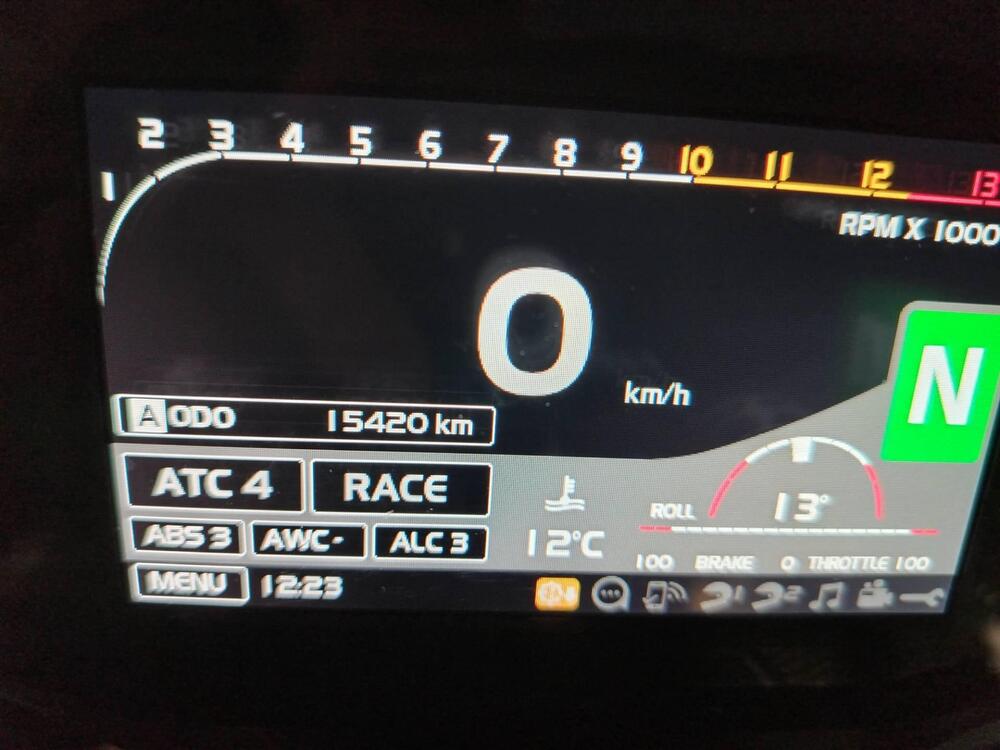 1 2 3 4 5 6 7 8 9 10 11 12 13
RPM X 1000
0 km/h
N
A ODO 15420 km
ATC 4 RACE
ROLL 13°
ABS 3 AWC- ALC 3
12°C
100 BRAKE 0 THROTTLE 100
MENU 12:23
1 2